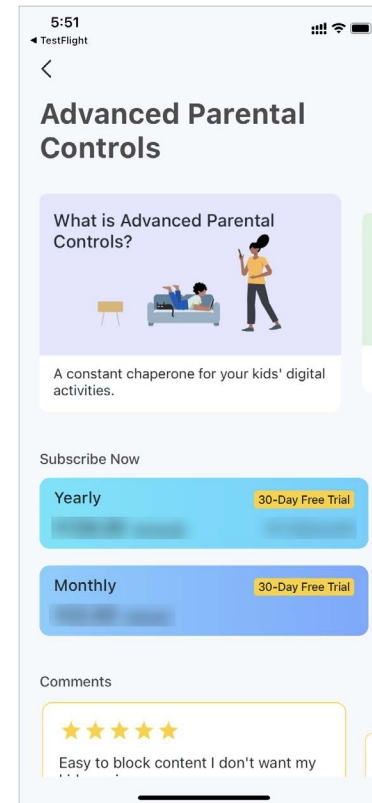 5:51
◀ TestFlight
Advanced Parental
Controls
What is Advanced Parental
Controls?
A constant chaperone for your kids' digital
activities.
Subscribe Now
Yearly
30-Day Free Trial
Monthly
30-Day Free Trial
Comments
Easy to block content I don't want my